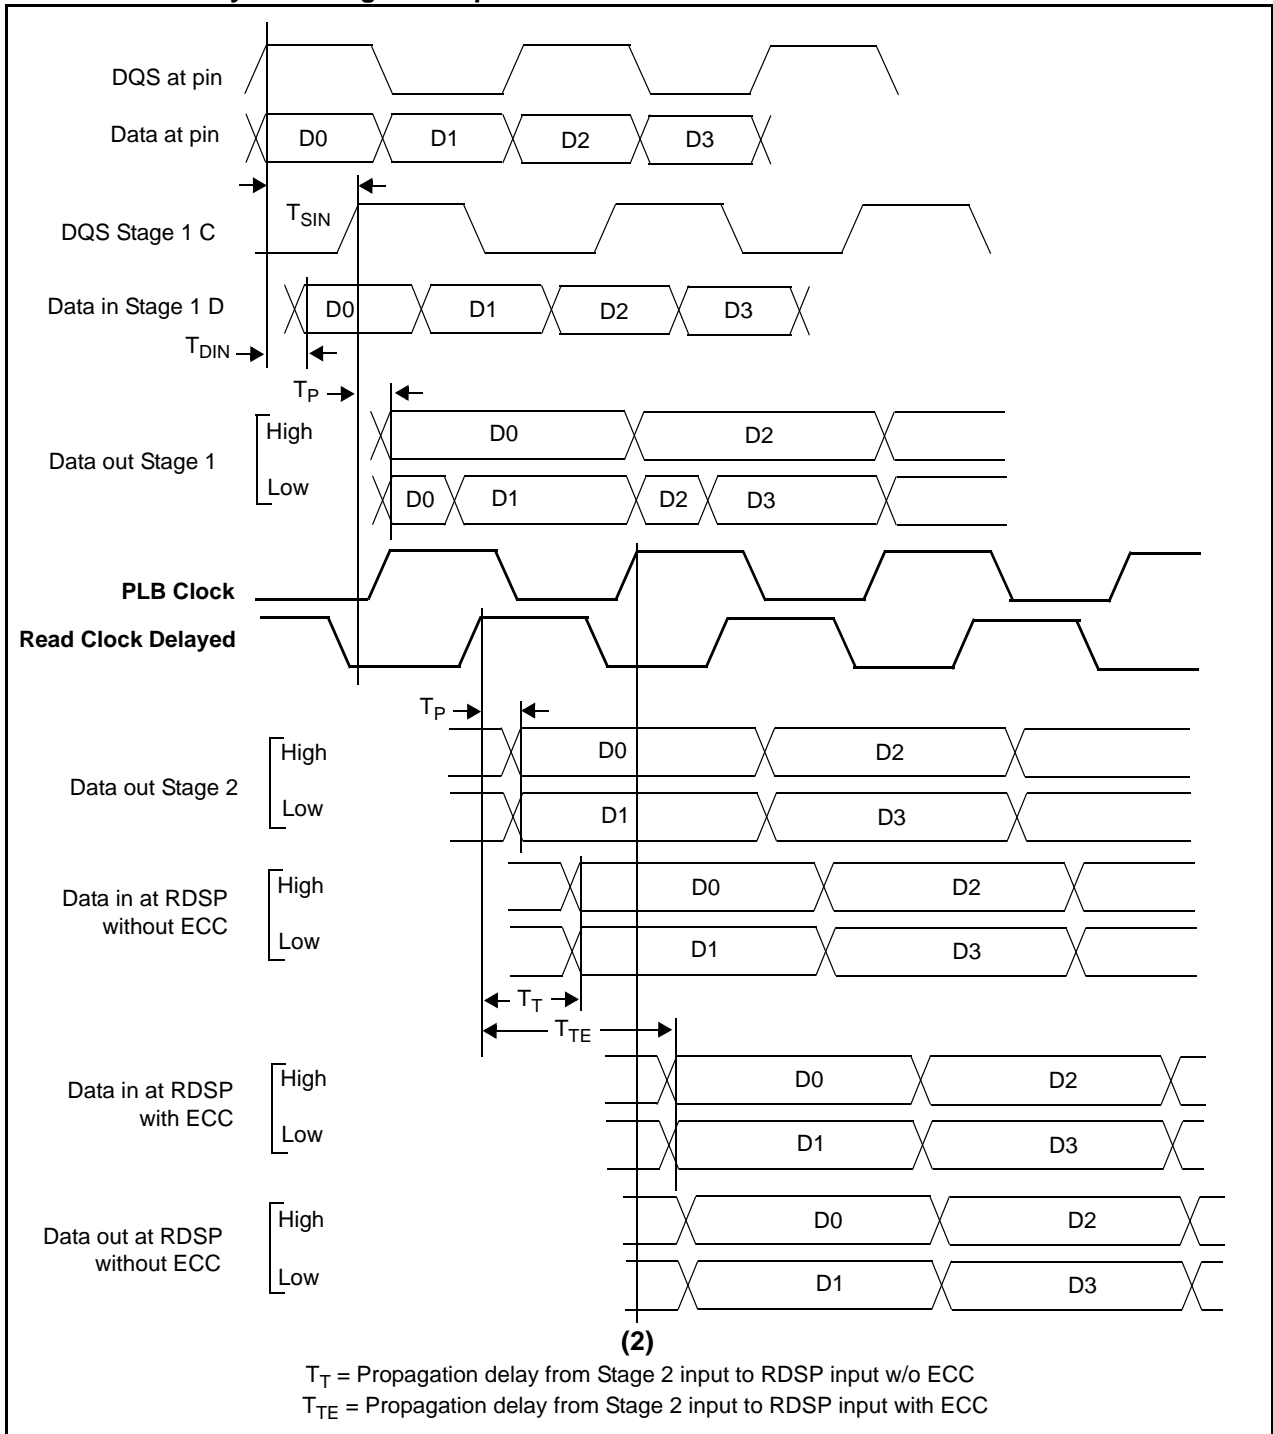 DQS at pin
Data at pin
D0 D1 D2 D3
T_SIN
DQS Stage 1 C
Data in Stage 1 D
D0 D1 D2 D3
T_DIN
T_P
High
D0 D2
Data out Stage 1
Low
D0 D1 D2 D3
PLB Clock
Read Clock Delayed
T_P
High
D0 D2
Data out Stage 2
Low
D1 D3
High
D0 D2
Data in at RDSP
without ECC
Low
D1 D3
T_T
T_TE
High
D0 D2
Data in at RDSP
with ECC
Low
D1 D3
High
D0 D2
Data out at RDSP
without ECC
Low
D1 D3
(2)
T_T = Propagation delay from Stage 2 input to RDSP input w/o ECC
T_TE = Propagation delay from Stage 2 input to RDSP input with ECC